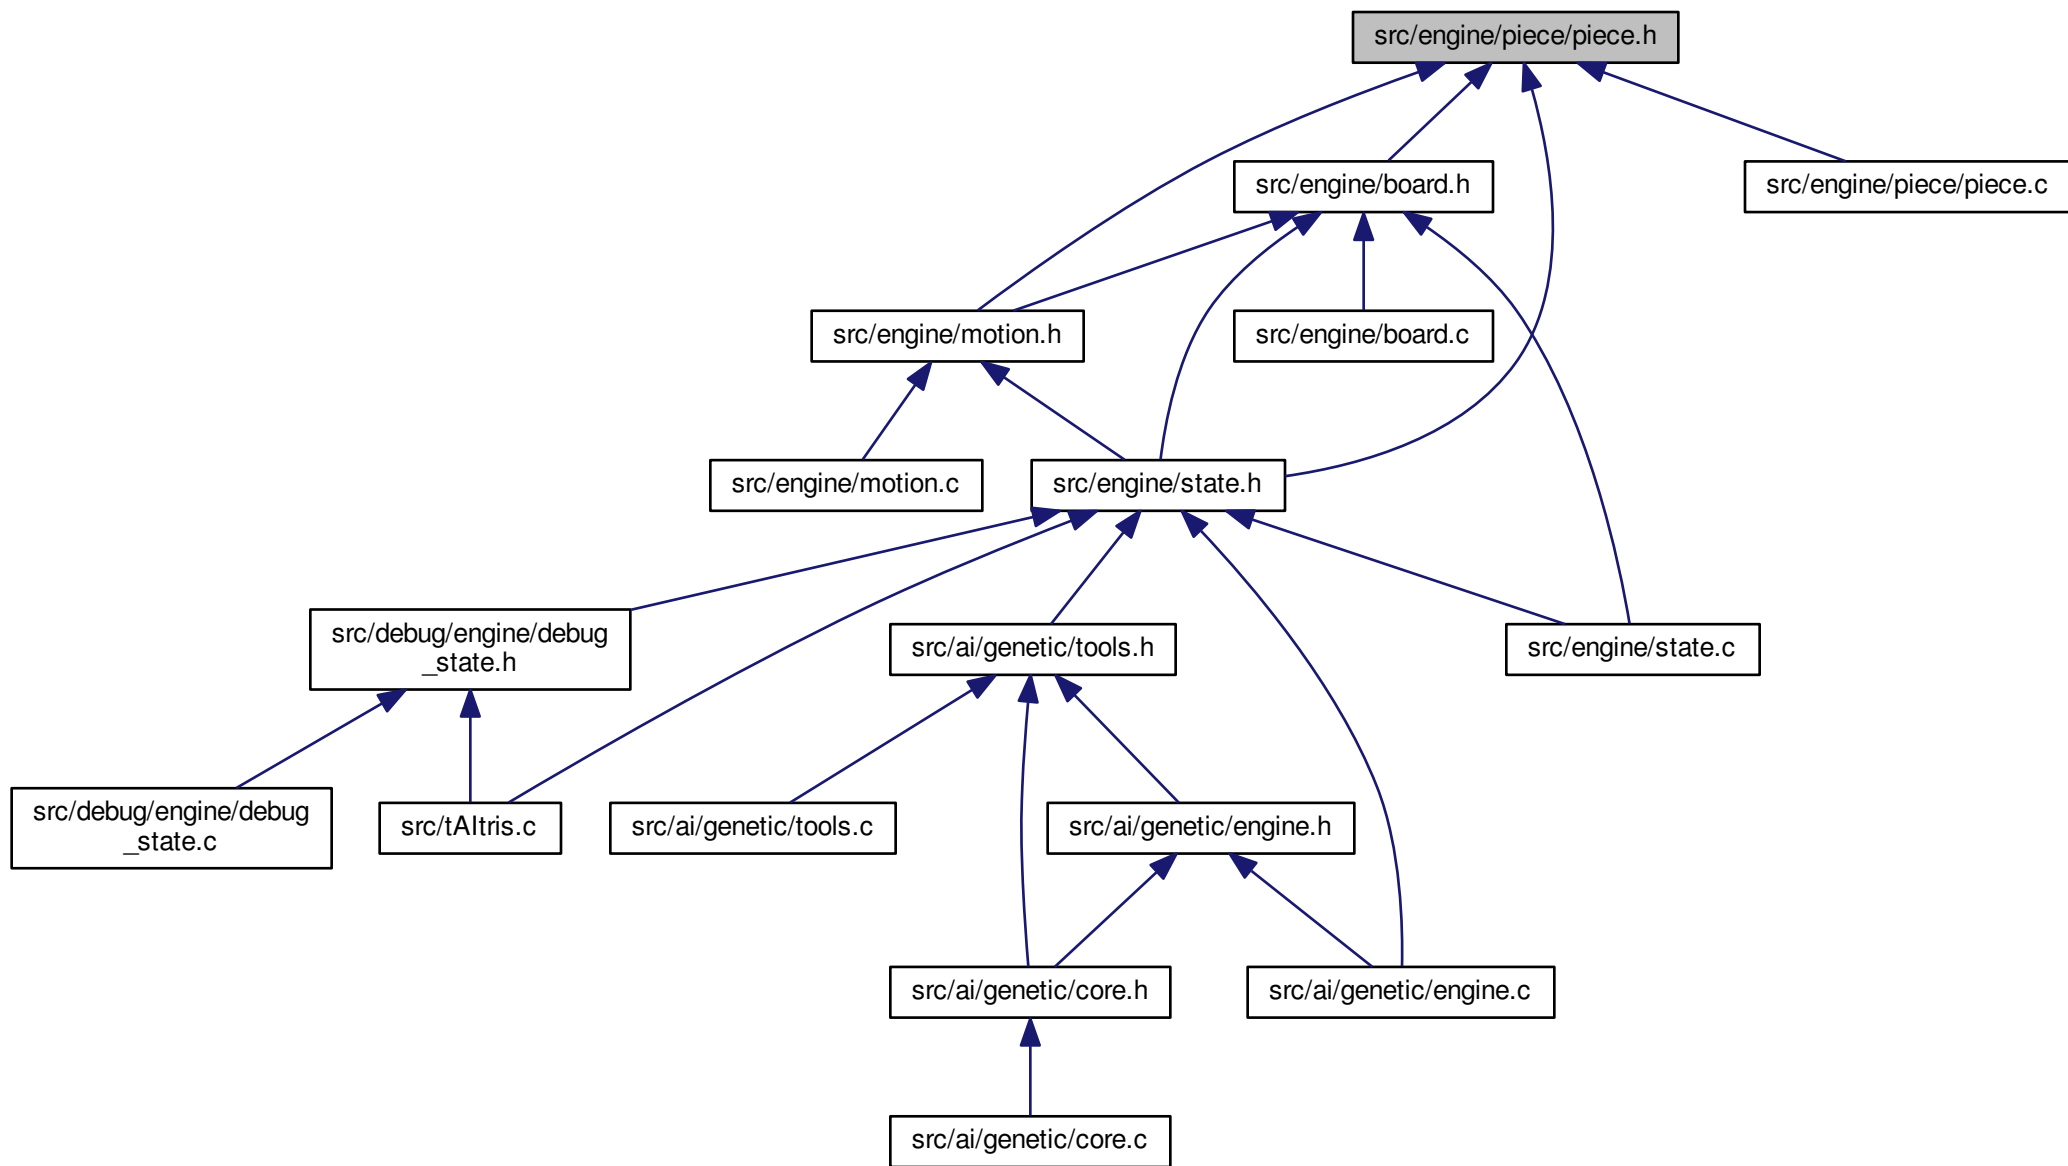 src/engine/piece/piece.h
src/engine/board.h
src/engine/piece/piece.c
src/engine/motion.h
src/engine/board.c
src/engine/motion.c
src/engine/state.h
src/debug/engine/debug
_state.h
src/ai/genetic/tools.h
src/engine/state.c
src/debug/engine/debug
_state.c
src/tAItris.c
src/ai/genetic/tools.c
src/ai/genetic/engine.h
src/ai/genetic/core.h
src/ai/genetic/engine.c
src/ai/genetic/core.c